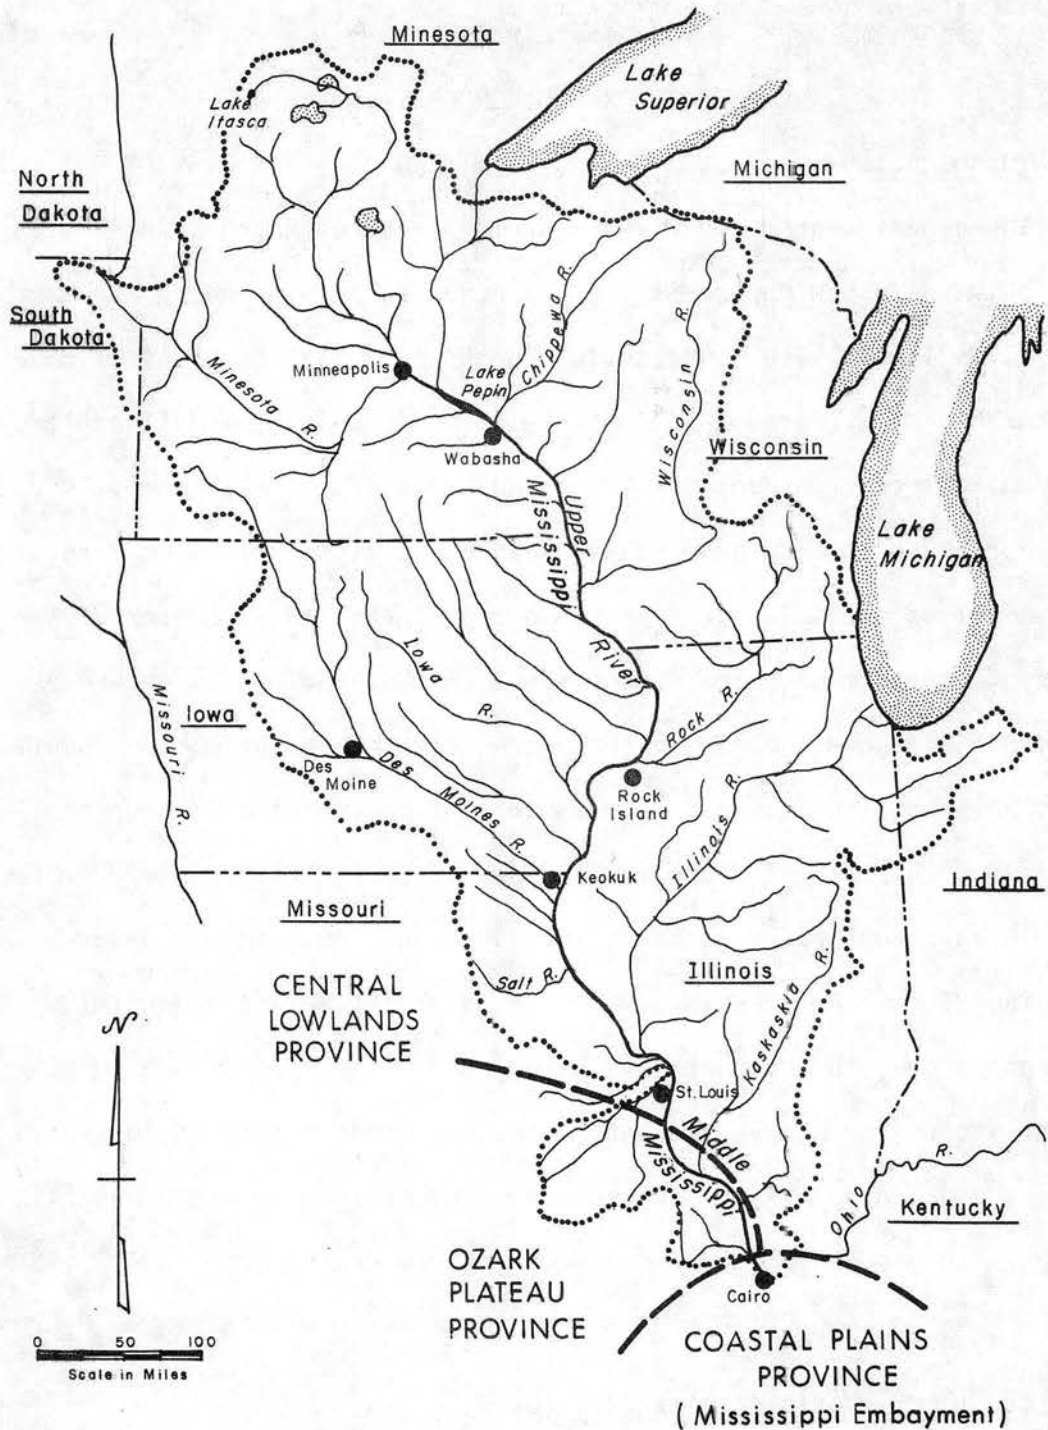 Minesota
Lake
Superior
Lake
Itasca
Michigan
North
Dakota
South
Dakota
Minesota R.
Minneapolis
Lake
Pepin
Chippewa R.
Wisconsin R.
Wabasha
Wisconsin
Upper
Mississippi
River
Lake
Michigan
Iowa R.
Rock R.
Missouri R.
Iowa
Des
Moine
Des Moines R.
Rock
Island
Illinois R.
Keokuk
Indiana
Missouri
Illinois
Salt R.
Kaskaskia R.
CENTRAL
LOWLANDS
PROVINCE
N
St. Louis
Middle
Mississippi
Ohio R.
Kentucky
OZARK
PLATEAU
PROVINCE
Cairo
COASTAL PLAINS
PROVINCE
( Mississippi Embayment )
0 50 100
Scale in Miles